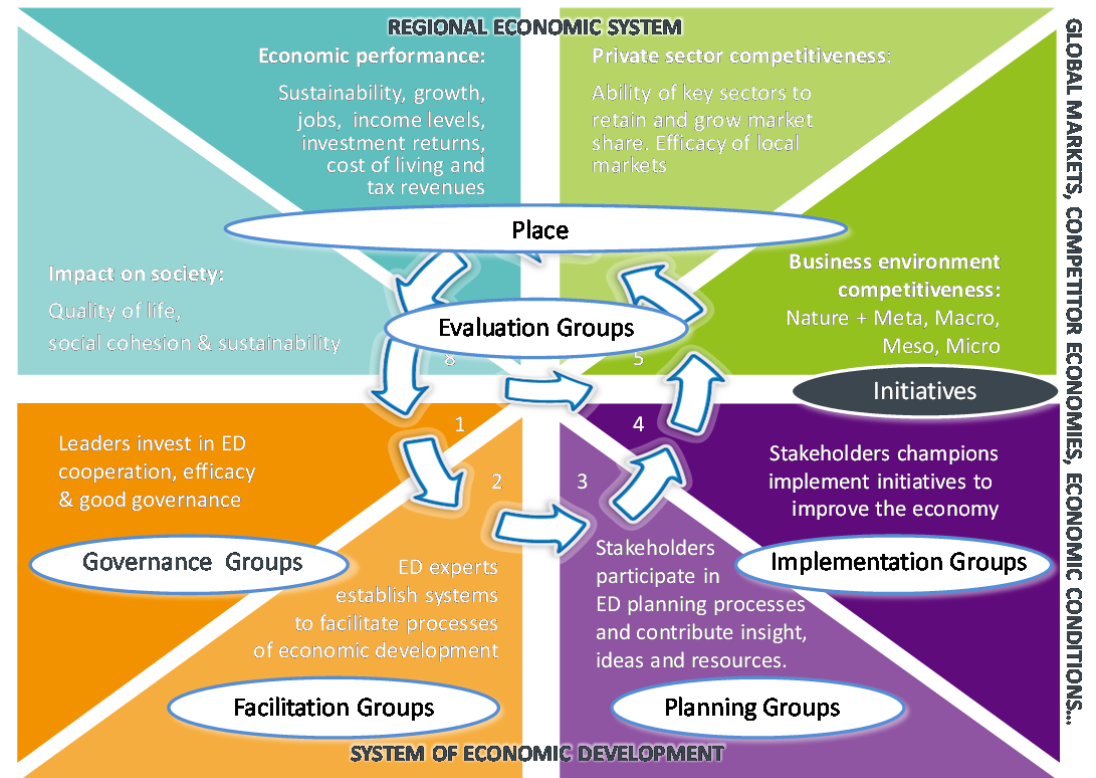 REGIONAL ECONOMIC SYSTEM
Economic performance:
Sustainability, growth,
jobs, income levels,
investment returns,
cost of living and
tax revenues
Private sector competitiveness:
Ability of key sectors to
retain and grow market
share. Efficacy of local
markets
Place
Impact on society:
Quality of life,
social cohesion & sustainability
Evaluation Groups
8
5
Business environment
competitiveness:
Nature + Meta, Macro,
Meso, Micro
Initiatives
1
Leaders invest in ED
cooperation, efficacy
& good governance
Governance Groups
2
ED experts
establish systems
to facilitate processes
of economic development
Facilitation Groups
3
Stakeholders
participate in
ED planning processes
and contribute insight,
ideas and resources.
Planning Groups
4
Stakeholders champions
implement initiatives to
improve the economy
Implementation Groups
SYSTEM OF ECONOMIC DEVELOPMENT
GLOBAL MARKETS, COMPETITOR ECONOMIES, ECONOMIC CONDITIONS...